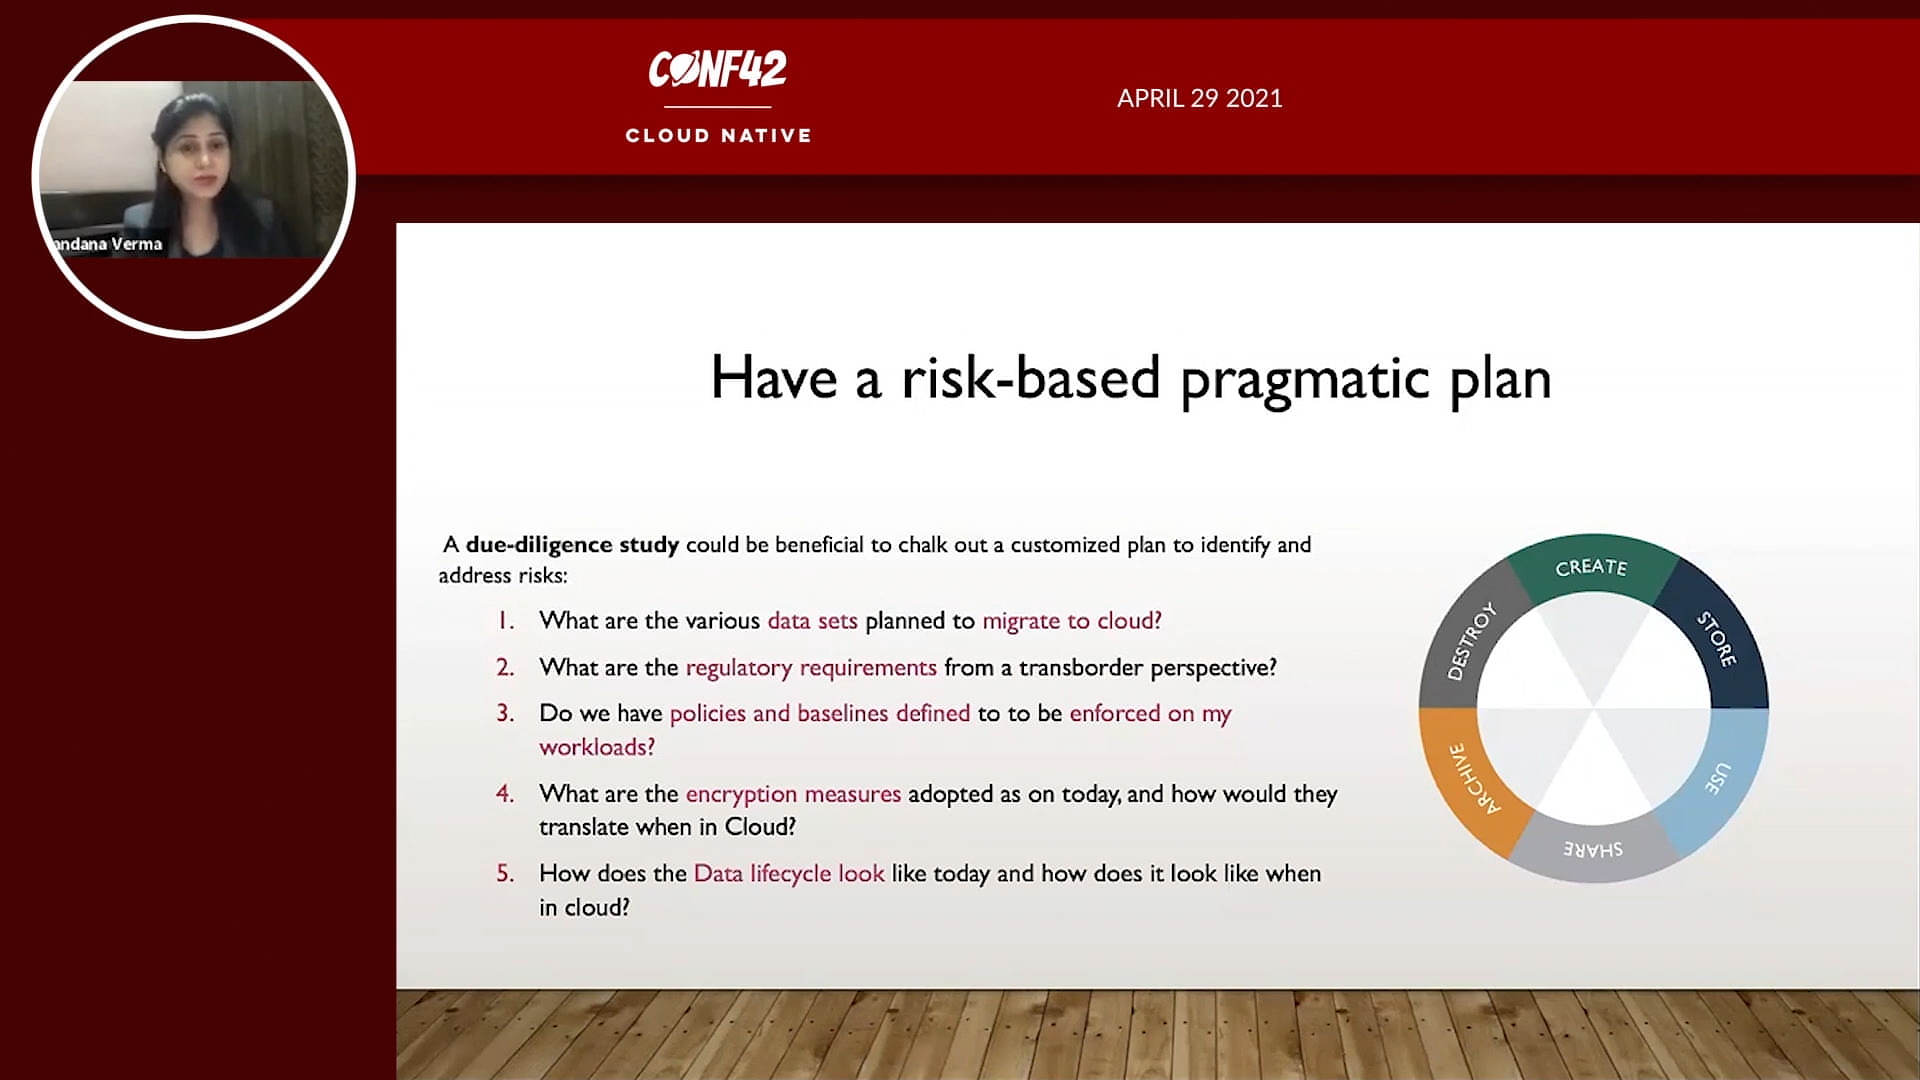 CONF42
CLOUD NATIVE
APRIL 29 2021
andana Verma
Have a risk-based pragmatic plan
A due-diligence study could be beneficial to chalk out a customized plan to identify and
address risks:
1. What are the various data sets planned to migrate to cloud?
2. What are the regulatory requirements from a transborder perspective?
3. Do we have policies and baselines defined to to be enforced on my
workloads?
4. What are the encryption measures adopted as on today, and how would they
translate when in Cloud?
5. How does the Data lifecycle look like today and how does it look like when
in cloud?
CREATE
STORE
USE
SHARE
ARCHIVE
DESTROY